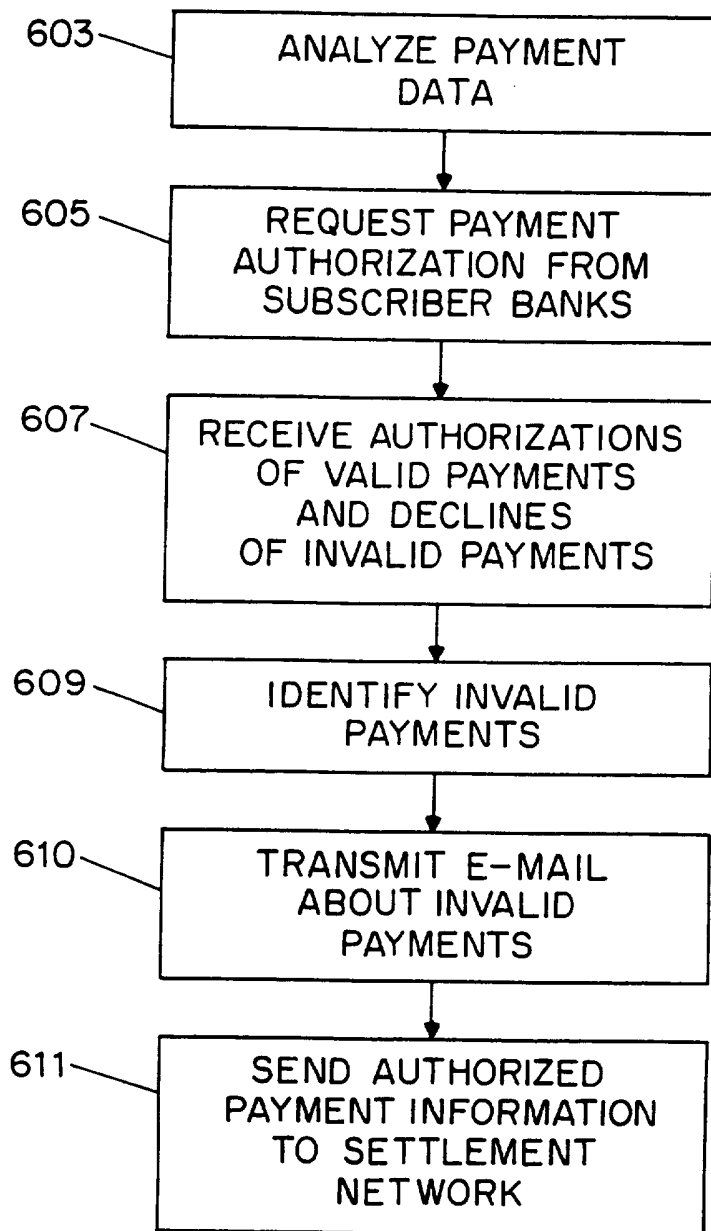 603
ANALYZE PAYMENT
DATA
605
REQUEST PAYMENT
AUTHORIZATION FROM
SUBSCRIBER BANKS
607
RECEIVE AUTHORIZATIONS
OF VALID PAYMENTS
AND DECLINES
OF INVALID PAYMENTS
609
IDENTIFY INVALID
PAYMENTS
610
TRANSMIT E-MAIL
ABOUT INVALID
PAYMENTS
611
SEND AUTHORIZED
PAYMENT INFORMATION
TO SETTLEMENT
NETWORK